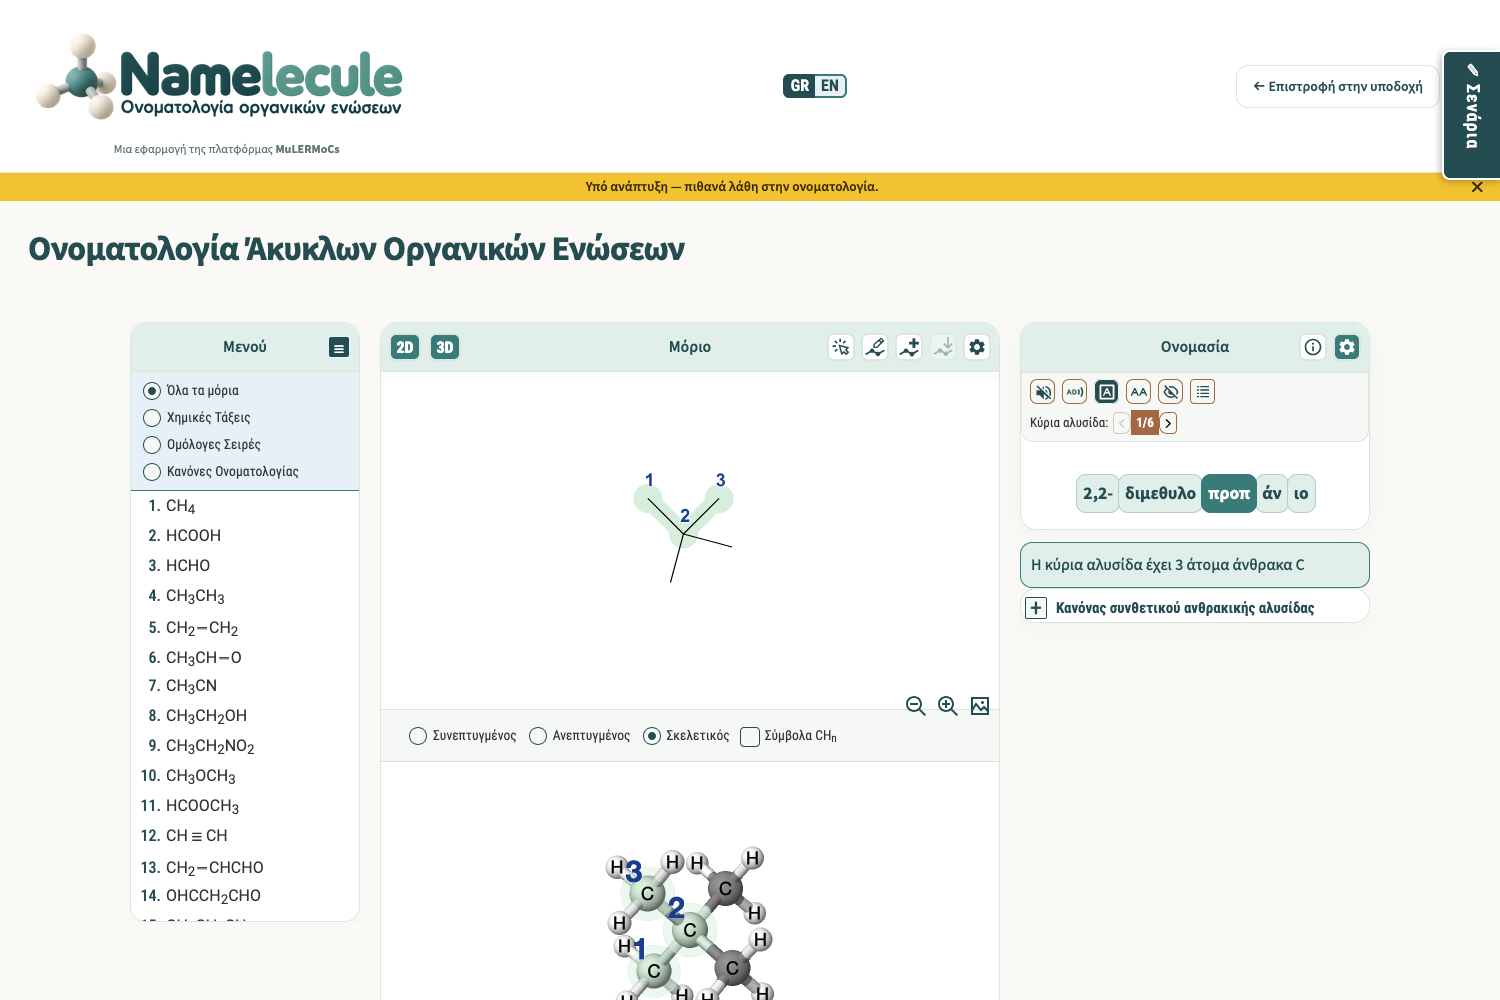 Namelecule
Ονοματολογία οργανικών ενώσεων
Μια εφαρμογή της πλατφόρμας MuLERMoCs
GR EN
← Επιστροφή στην υποδοχή
✎ Σενάρια
Υπό ανάπτυξη — πιθανά λάθη στην ονοματολογία.
Ονοματολογία Άκυκλων Οργανικών Ενώσεων
Μενού
Όλα τα μόρια
Χημικές Τάξεις
Ομόλογες Σειρές
Κανόνες Ονοματολογίας
1. CH4
2. HCOOH
3. HCHO
4. CH3CH3
5. CH2=CH2
6. CH3CH=O
7. CH3CN
8. CH3CH2OH
9. CH3CH2NO2
10. CH3OCH3
11. HCOOCH3
12. CH≡CH
13. CH2=CHCHO
14. OHCCH2CHO
2D 3D Μόριο
1 3
2
Συνεπτυγμένος Ανεπτυγμένος Σκελετικός Σύμβολα CHn
H 3 H H H
C C
H 2 H
C
H 1 H
C C
H H H H
Ονομασία
AD A AA
Κύρια αλυσίδα: < 1/6 >
2,2- διμεθυλο προπ άν ιο
Η κύρια αλυσίδα έχει 3 άτομα άνθρακα C
+ Κανόνας συνθετικού ανθρακικής αλυσίδας